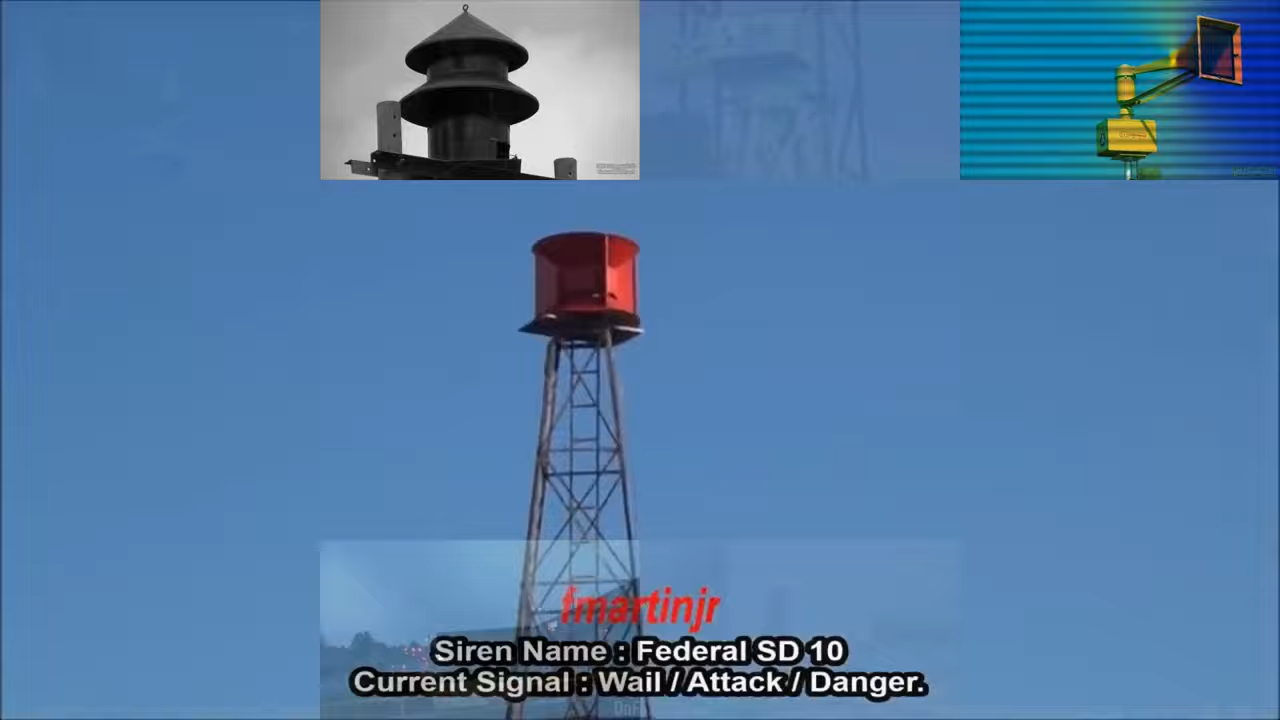 fmartinjr
Siren Name : Federal SD 10
Current Signal : Wail / Attack / Danger.